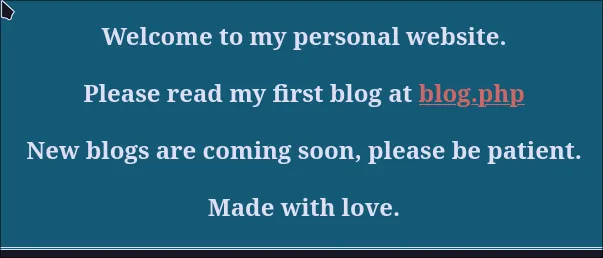 Welcome to my personal website.
Please read my first blog at blog.php
New blogs are coming soon, please be patient.
Made with love.